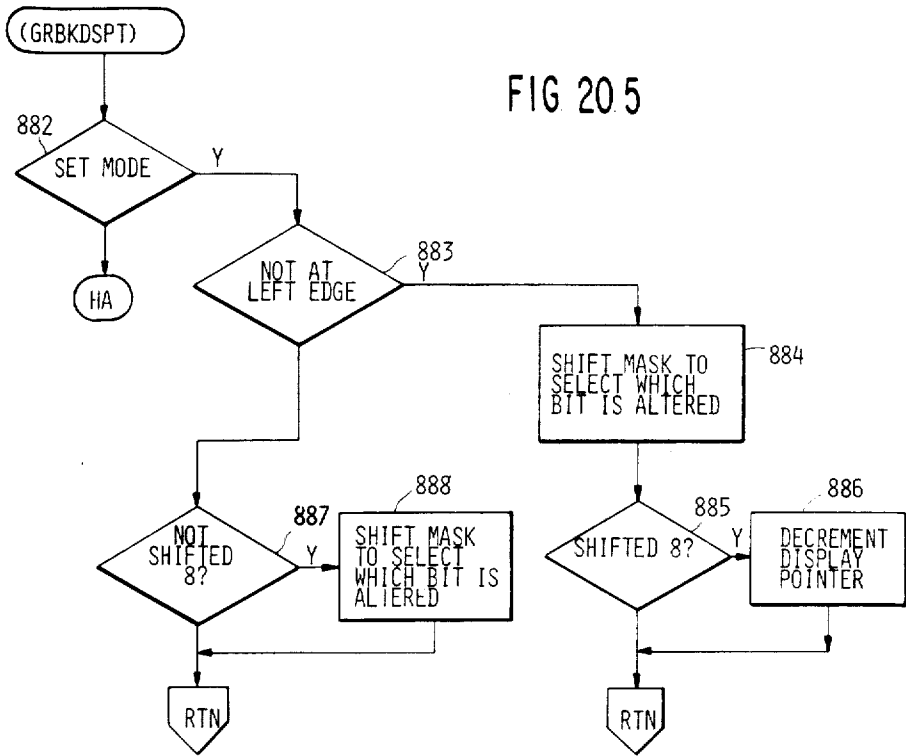 (GRBKDSPT)
FIG 20.5
882
SET MODE
Y
HA
883
NOT AT
LEFT EDGE
Y
884
SHIFT MASK TO
SELECT WHICH
BIT IS ALTERED
887
NOT
SHIFTED
8?
Y
888
SHIFT MASK
TO SELECT
WHICH BIT IS
ALTERED
885
SHIFTED 8?
Y
886
DECREMENT
DISPLAY
POINTER
RTN
RTN